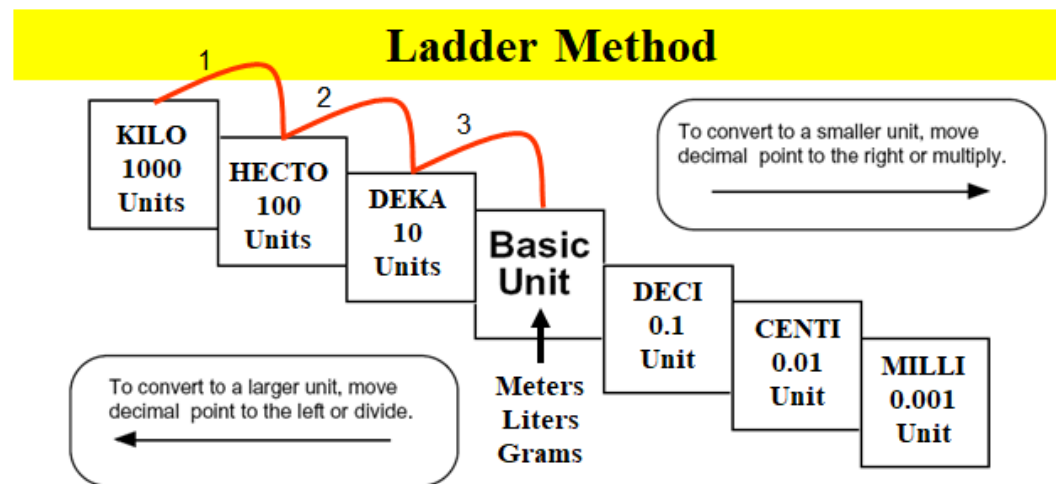 Ladder Method
1
2
3
KILO
1000
Units
HECTO
100
Units
DEKA
10
Units
Basic
Unit
Meters
Liters
Grams
DECI
0.1
Unit
CENTI
0.01
Unit
MILLI
0.001
Unit
To convert to a smaller unit, move
decimal point to the right or multiply.
To convert to a larger unit, move
decimal point to the left or divide.